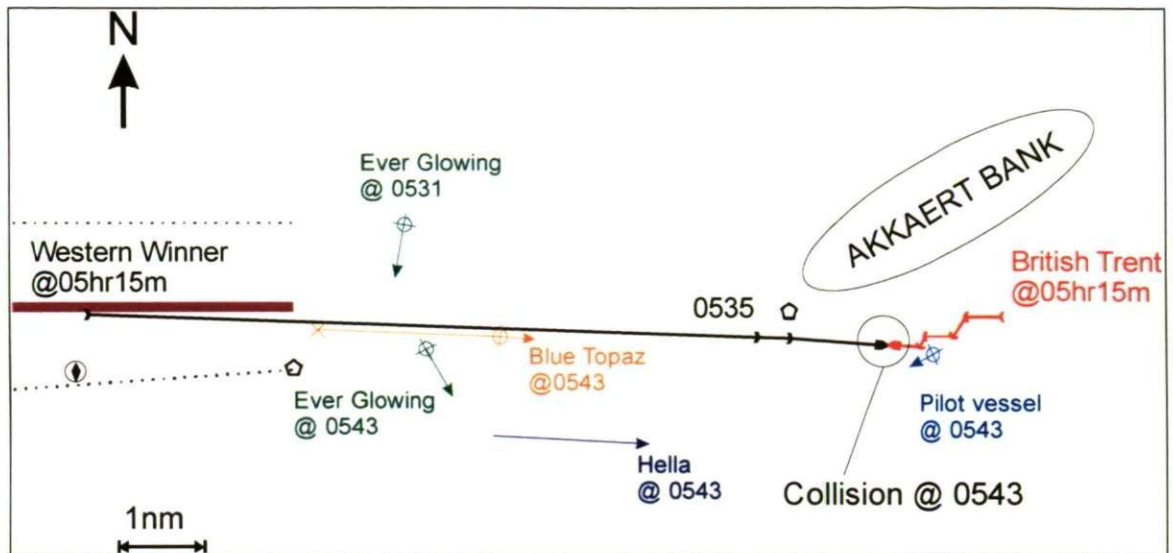 N
Ever Glowing
@ 0531
AKKAERT BANK
Western Winner
@05hr15m
British Trent
@05hr15m
0535
Blue Topaz
@0543
Ever Glowing
@ 0543
Pilot vessel
@ 0543
Hella
@ 0543
Collision @ 0543
1nm